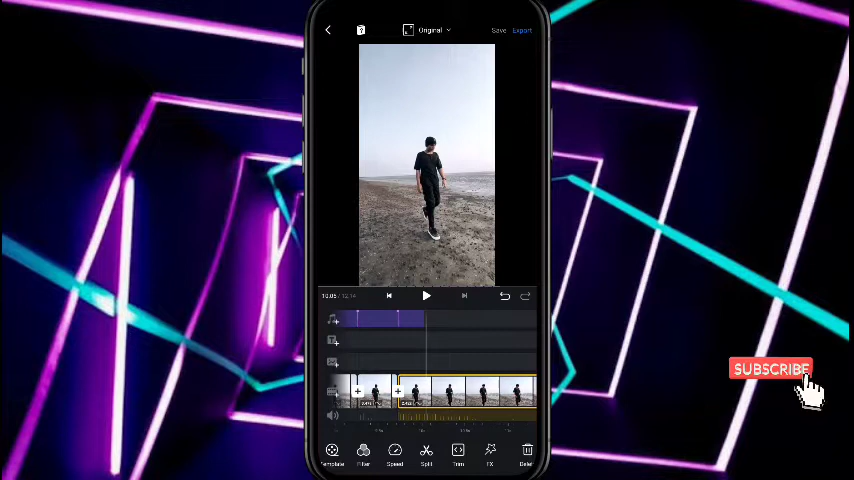 Original
Save Export
10.05 / 12.14
Template Filter Speed Split Trim FX Delet
SUBSCRIBE